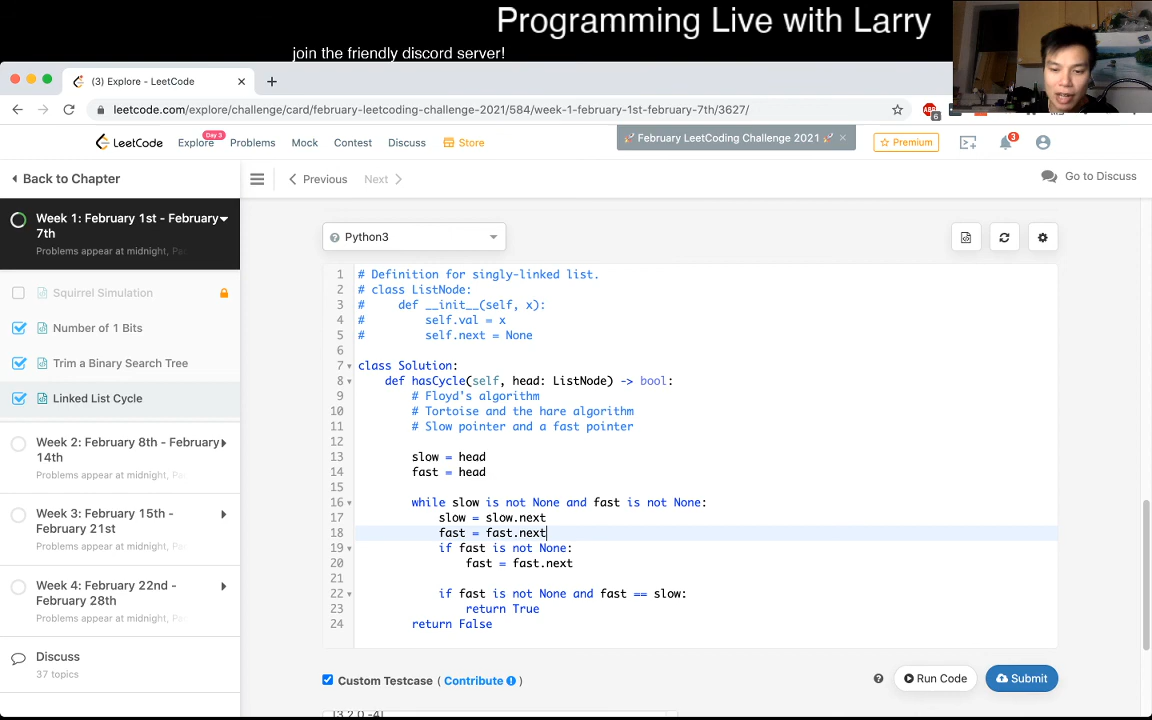 Programming Live with Larry
join the friendly discord server!
(3) Explore - LeetCode
leetcode.com/explore/challenge/card/february-leetcoding-challenge-2021/584/week-1-february-1st-february-7th/3627/
ABP
6
LeetCode
Explore
Day 3
Problems
Mock
Contest
Discuss
Store
February LeetCoding Challenge 2021
Premium
3
Back to Chapter
Previous
Next
Go to Discuss
Week 1: February 1st - February
7th
Problems appear at midnight,
Squirrel Simulation
Number of 1 Bits
Trim a Binary Search Tree
Linked List Cycle
Week 2: February 8th - February
14th
Problems appear at midnight,
Week 3: February 15th -
February 21st
Problems appear at midnight,
Week 4: February 22nd -
February 28th
Problems appear at midnight,
Discuss
37 topics
Python3
1 # Definition for singly-linked list.
2 # class ListNode:
3 #     def __init__(self, x):
4 #         self.val = x
5 #         self.next = None
6
7 class Solution:
8     def hasCycle(self, head: ListNode) -> bool:
9         # Floyd's algorithm
10         # Tortoise and the hare algorithm
11         # Slow pointer and a fast pointer
12
13         slow = head
14         fast = head
15
16         while slow is not None and fast is not None:
17             slow = slow.next
18             fast = fast.next
19             if fast is not None:
20                 fast = fast.next
21
22             if fast is not None and fast == slow:
23                 return True
24         return False
Custom Testcase ( Contribute )
Run Code
Submit
[3,2,0,-4]